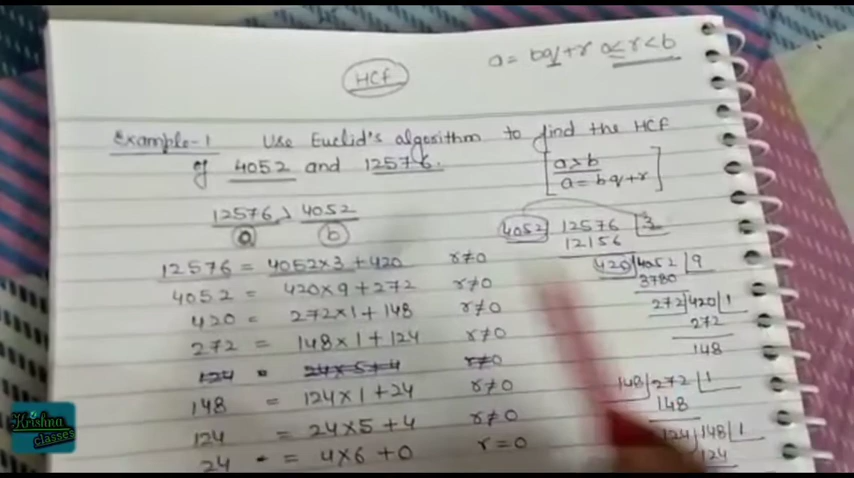 a = bq+r 0≤r<b
HCF
Example-1 Use Euclid's algorithm to find the HCF
of 4052 and 12576.
a>b
a = bq+r
12576 > 4052
a b
12576 = 4052×3 +420 r≠0
4052 = 420×9 +272 r≠0
420 = 272×1 + 148 r≠0
272 = 148×1 +124 r≠0
124 = 24×5+4 r≠0
148 = 124×1 +24 r≠0
124 = 24×5 +4 r≠0
24 = 4×6 +0 r=0
4052 12576 3
12156
420 4052 9
3780
272 420 1
272
148
148 272 1
148
124 148 1
124
Krishna
classes